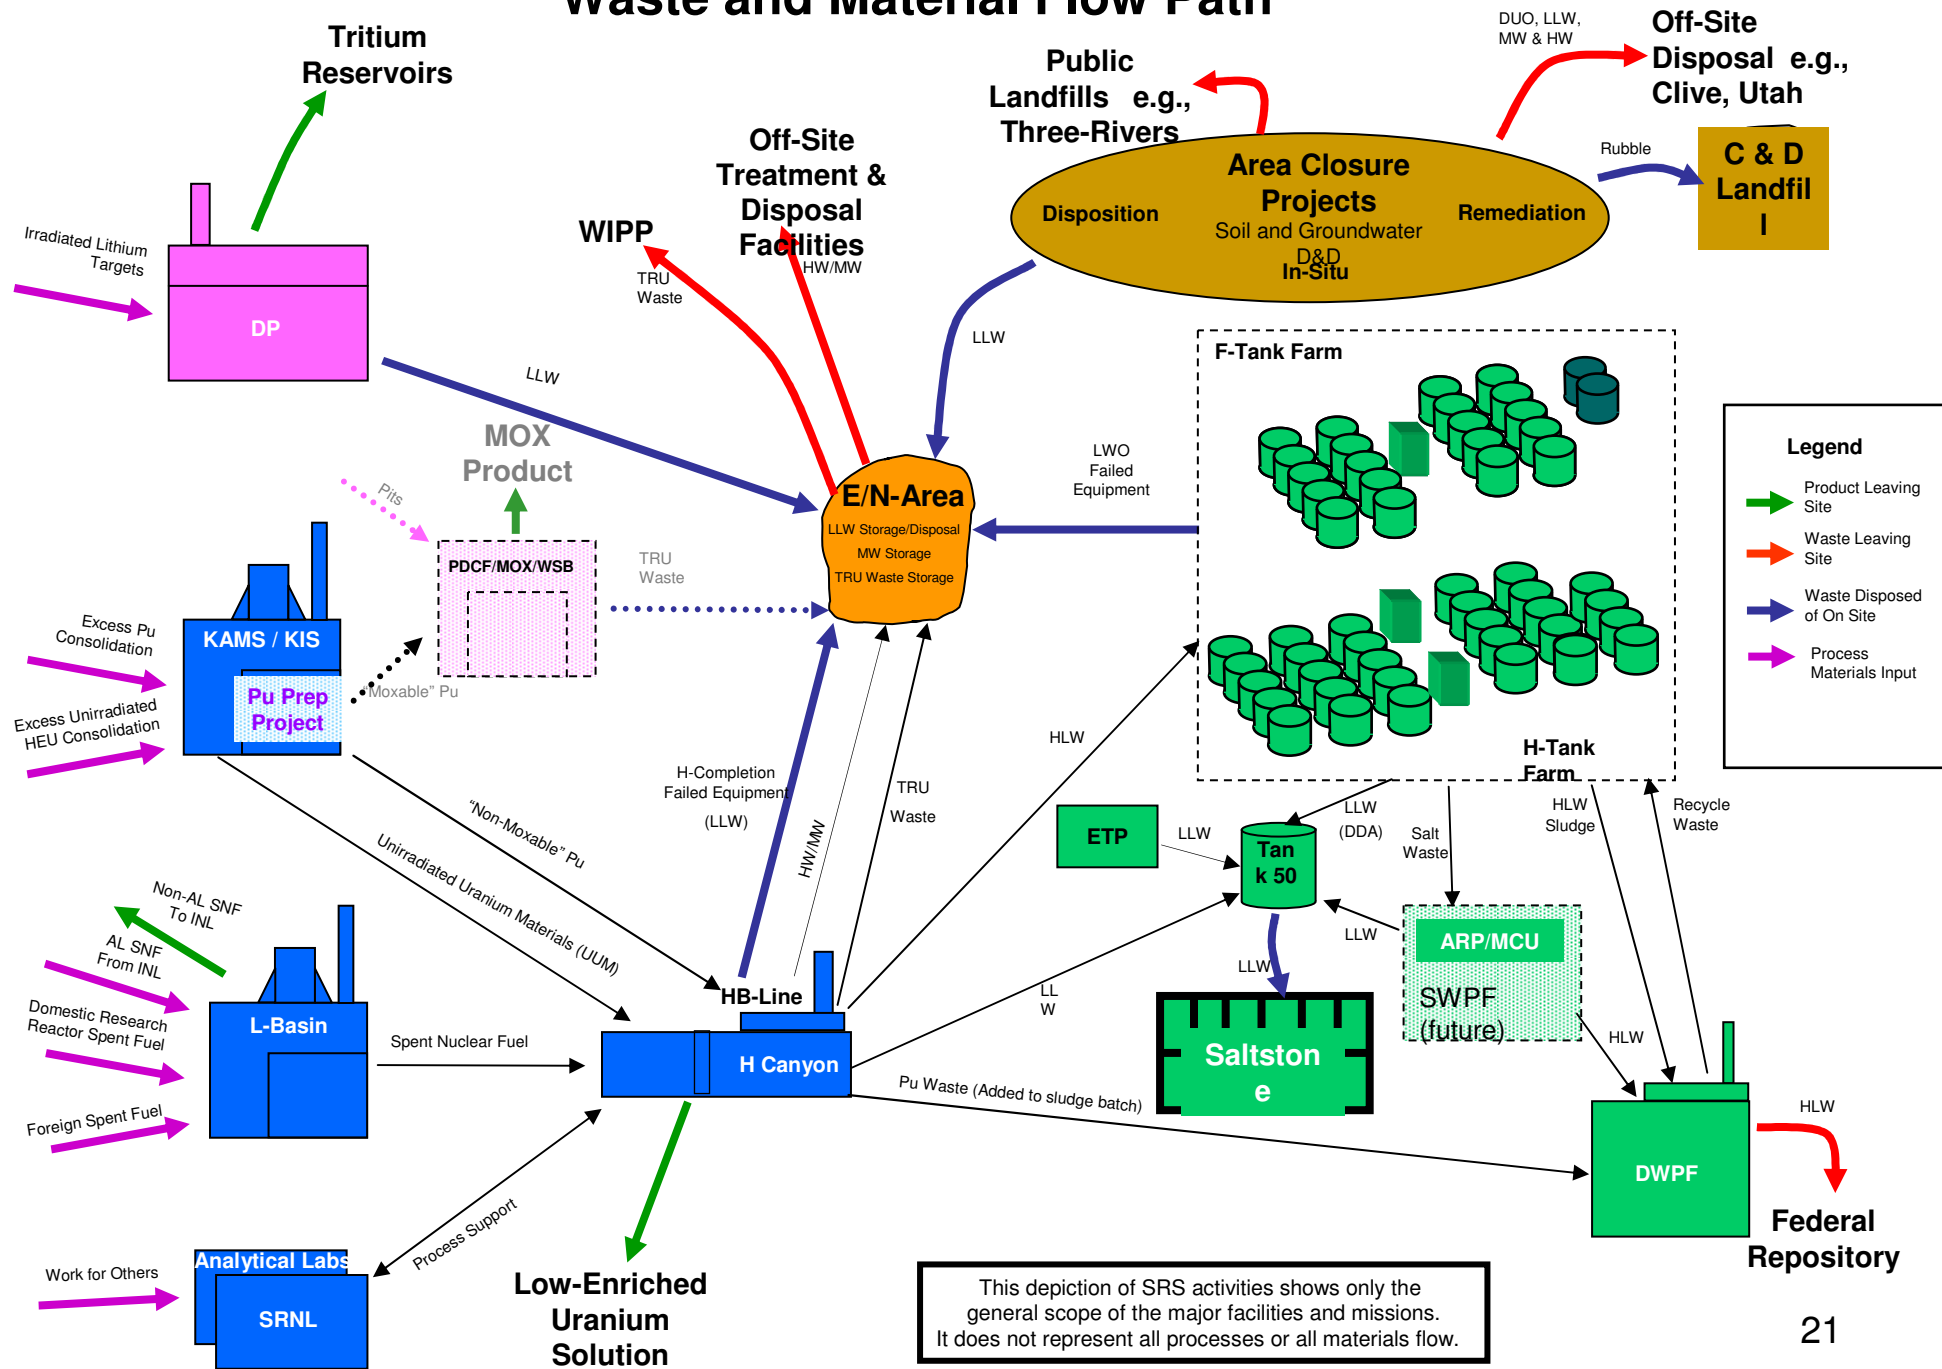 Waste and Material Flow Path
Tritium
Reservoirs
Irradiated Lithium
Targets
DP
LLW
WIPP
TRU
Waste
Off-Site
Treatment &
Disposal
Facilities
HW/MW
Public
Landfills e.g.,
Three-Rivers
DUO, LLW,
MW & HW
Off-Site
Disposal e.g.,
Clive, Utah
Area Closure
Projects
Soil and Groundwater
D&D
In-Situ
Disposition
Remediation
Rubble
C & D
Landfil
l
LLW
F-Tank Farm
H-Tank
Farm
LWO
Failed
Equipment
Legend
Product Leaving
Site
Waste Leaving
Site
Waste Disposed
of On Site
Process
Materials Input
MOX
Product
Pits
PDCF/MOX/WSB
TRU
Waste
E/N-Area
LLW Storage/Disposal
MW Storage
TRU Waste Storage
Excess Pu
Consolidation
Excess Unirradiated
HEU Consolidation
KAMS / KIS
Pu Prep
Project
"Moxable" Pu
"Non-Moxable" Pu
Unirradiated Uranium Materials (UUM)
H-Completion
Failed Equipment
(LLW)
HW/MW
TRU
Waste
HLW
ETP
LLW
Tan
k 50
LLW
(DDA)
Salt
Waste
HLW
Sludge
Recycle
Waste
LLW
ARP/MCU
SWPF
(future)
HLW
LLW
LL
W
Saltston
e
Non-AL SNF
To INL
AL SNF
From INL
Domestic Research
Reactor Spent Fuel
Foreign Spent Fuel
L-Basin
Spent Nuclear Fuel
HB-Line
H Canyon
Pu Waste (Added to sludge batch)
DWPF
HLW
Federal
Repository
Process Support
Work for Others
Analytical Labs
SRNL
Low-Enriched
Uranium
Solution
This depiction of SRS activities shows only the
general scope of the major facilities and missions.
It does not represent all processes or all materials flow.
21